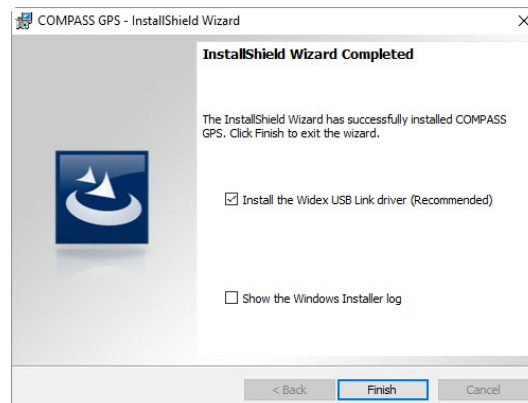 COMPASS GPS - InstallShield Wizard
InstallShield Wizard Completed
The InstallShield Wizard has successfully installed COMPASS
GPS. Click Finish to exit the wizard.
Install the Widex USB Link driver (Recommended)
Show the Windows Installer log
< Back Finish Cancel